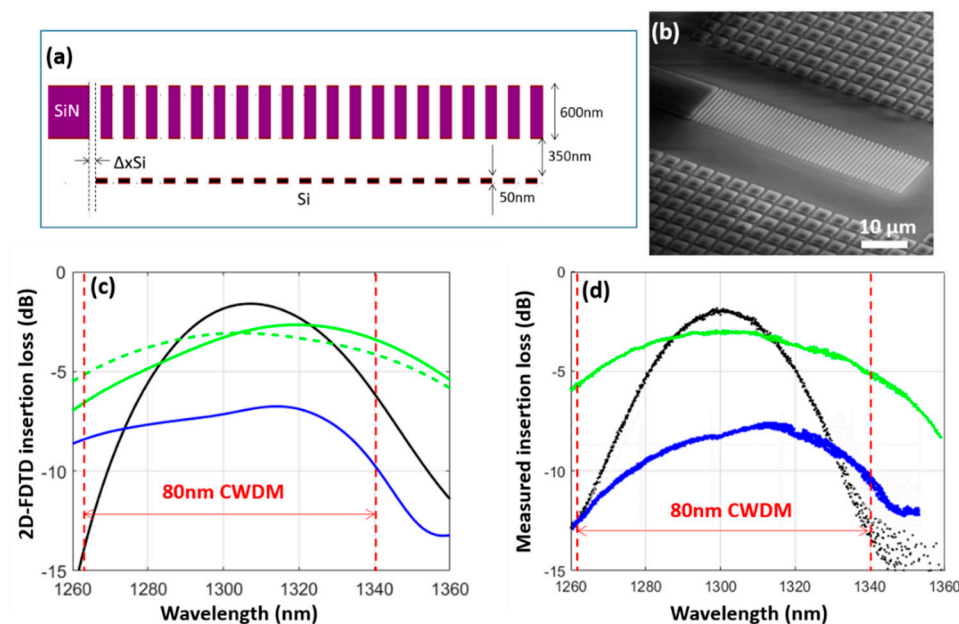 (a)
SiN
600nm
ΔxSi
350nm
Si
50nm
(b)
10 μm
(c)
2D-FDTD insertion loss (dB)
0
-5
-10
-15
80nm CWDM
1260 1280 1300 1320 1340 1360
Wavelength (nm)
(d)
Measured insertion loss (dB)
0
-5
-10
-15
80nm CWDM
1260 1280 1300 1320 1340 1360
Wavelength (nm)